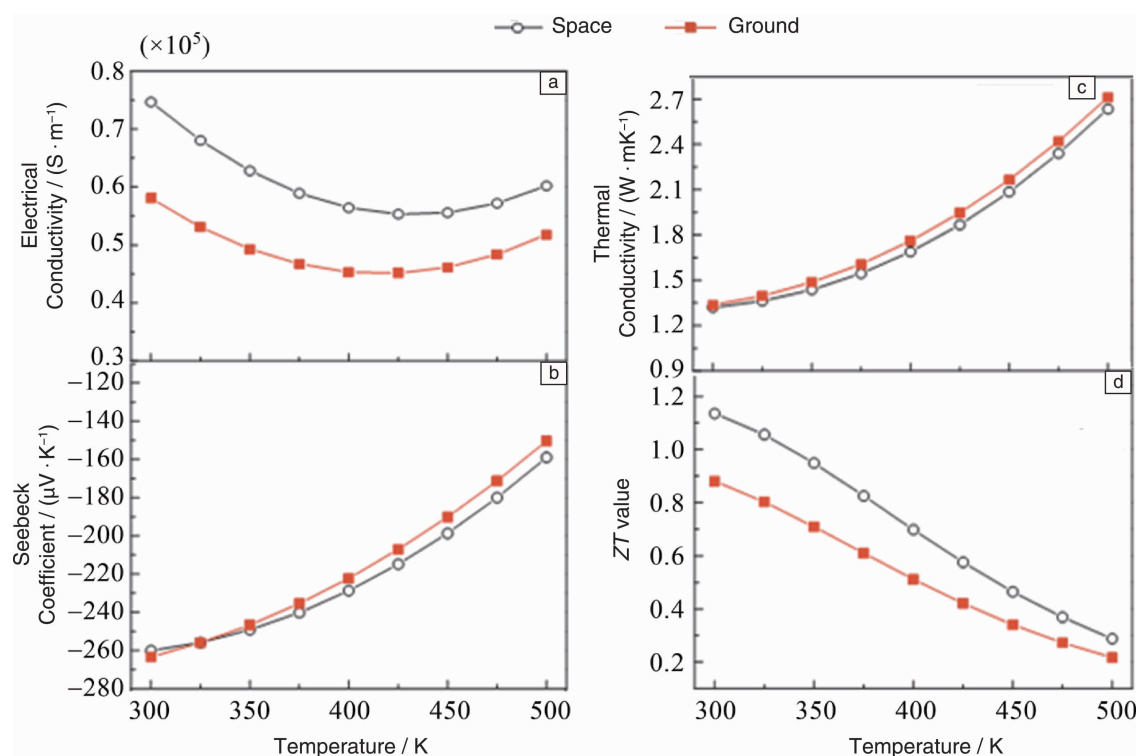 Space Ground
(×10⁵)
a
0.8
0.7
0.6
0.5
0.4
0.3
Electrical
Conductivity / (S · m⁻¹)
b
−120
−140
−160
−180
−200
−220
−240
−260
−280
Seebeck
Coefficient / (μV · K⁻¹)
300 350 400 450 500
Temperature / K
c
2.7
2.4
2.1
1.8
1.5
1.2
0.9
Thermal
Conductivity / (W · mK⁻¹)
d
1.2
1.0
0.8
0.6
0.4
0.2
ZT value
300 350 400 450 500
Temperature / K